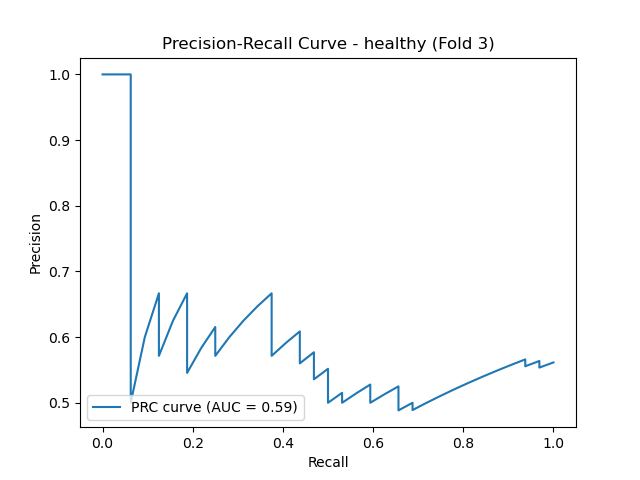 Precision-Recall Curve - healthy (Fold 3)
1.0
0.9
0.8
0.7
0.6
0.5
Precision
PRC curve (AUC = 0.59)
0.0 0.2 0.4 0.6 0.8 1.0
Recall